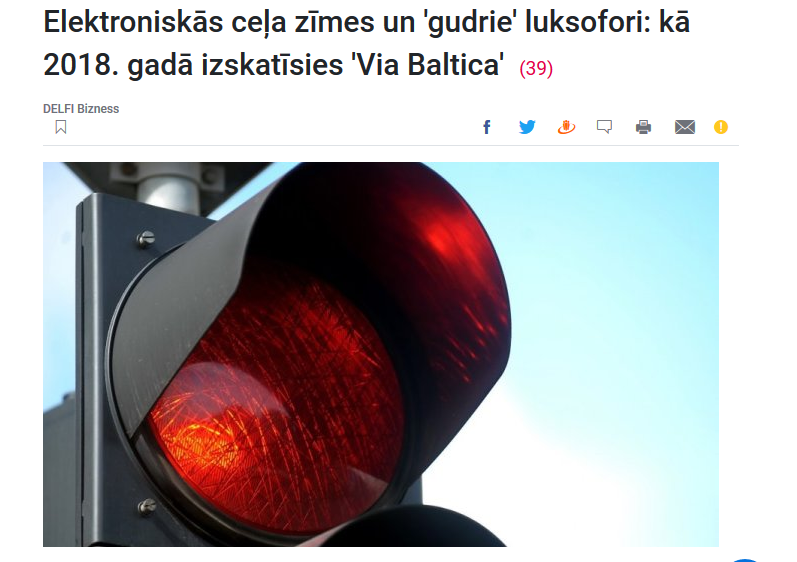 Elektroniskās ceļa zīmes un 'gudrie' luksofori: kā
2018. gadā izskatīsies 'Via Baltica' (39)
DELFI Bizness